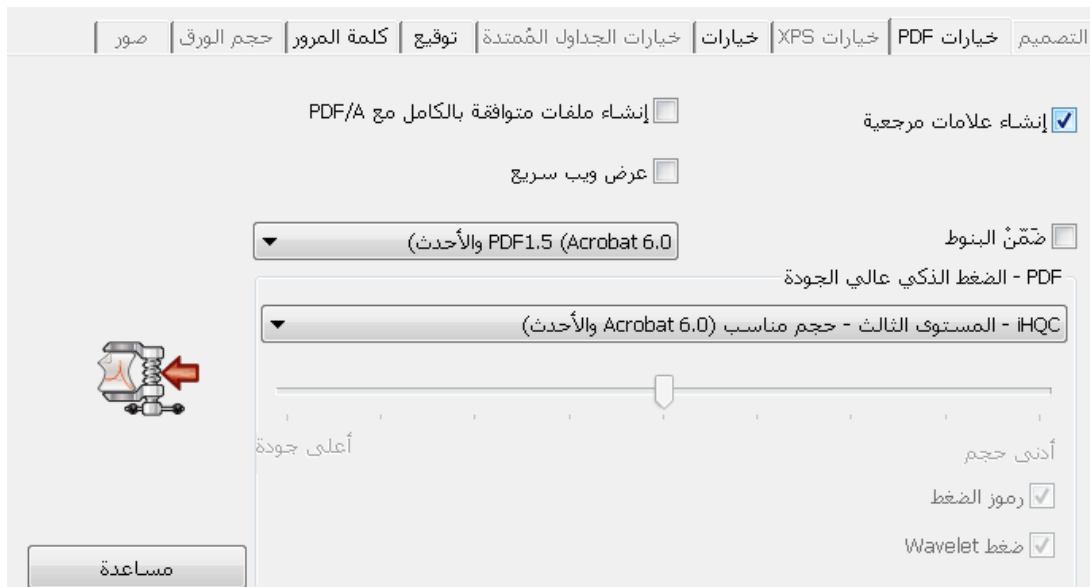 التصميم خيارات PDF خيارات XPS خيارات خيارات الجداول المُمتدة توقيع كلمة المرور حجم الورق صور
إنشاء علامات مرجعية
إنشاء ملفات متوافقة بالكامل مع PDF/A
عرض ويب سريع
ضَمّنْ البنوط
PDF1.5 (Acrobat 6.0 والأحدث)
PDF - الضغط الذكي عالي الجودة
iHQC - المستوى الثالث - حجم مناسب (Acrobat 6.0 والأحدث)
أدنى حجم
أعلى جودة
رموز الضغط
ضغط Wavelet
مساعدة